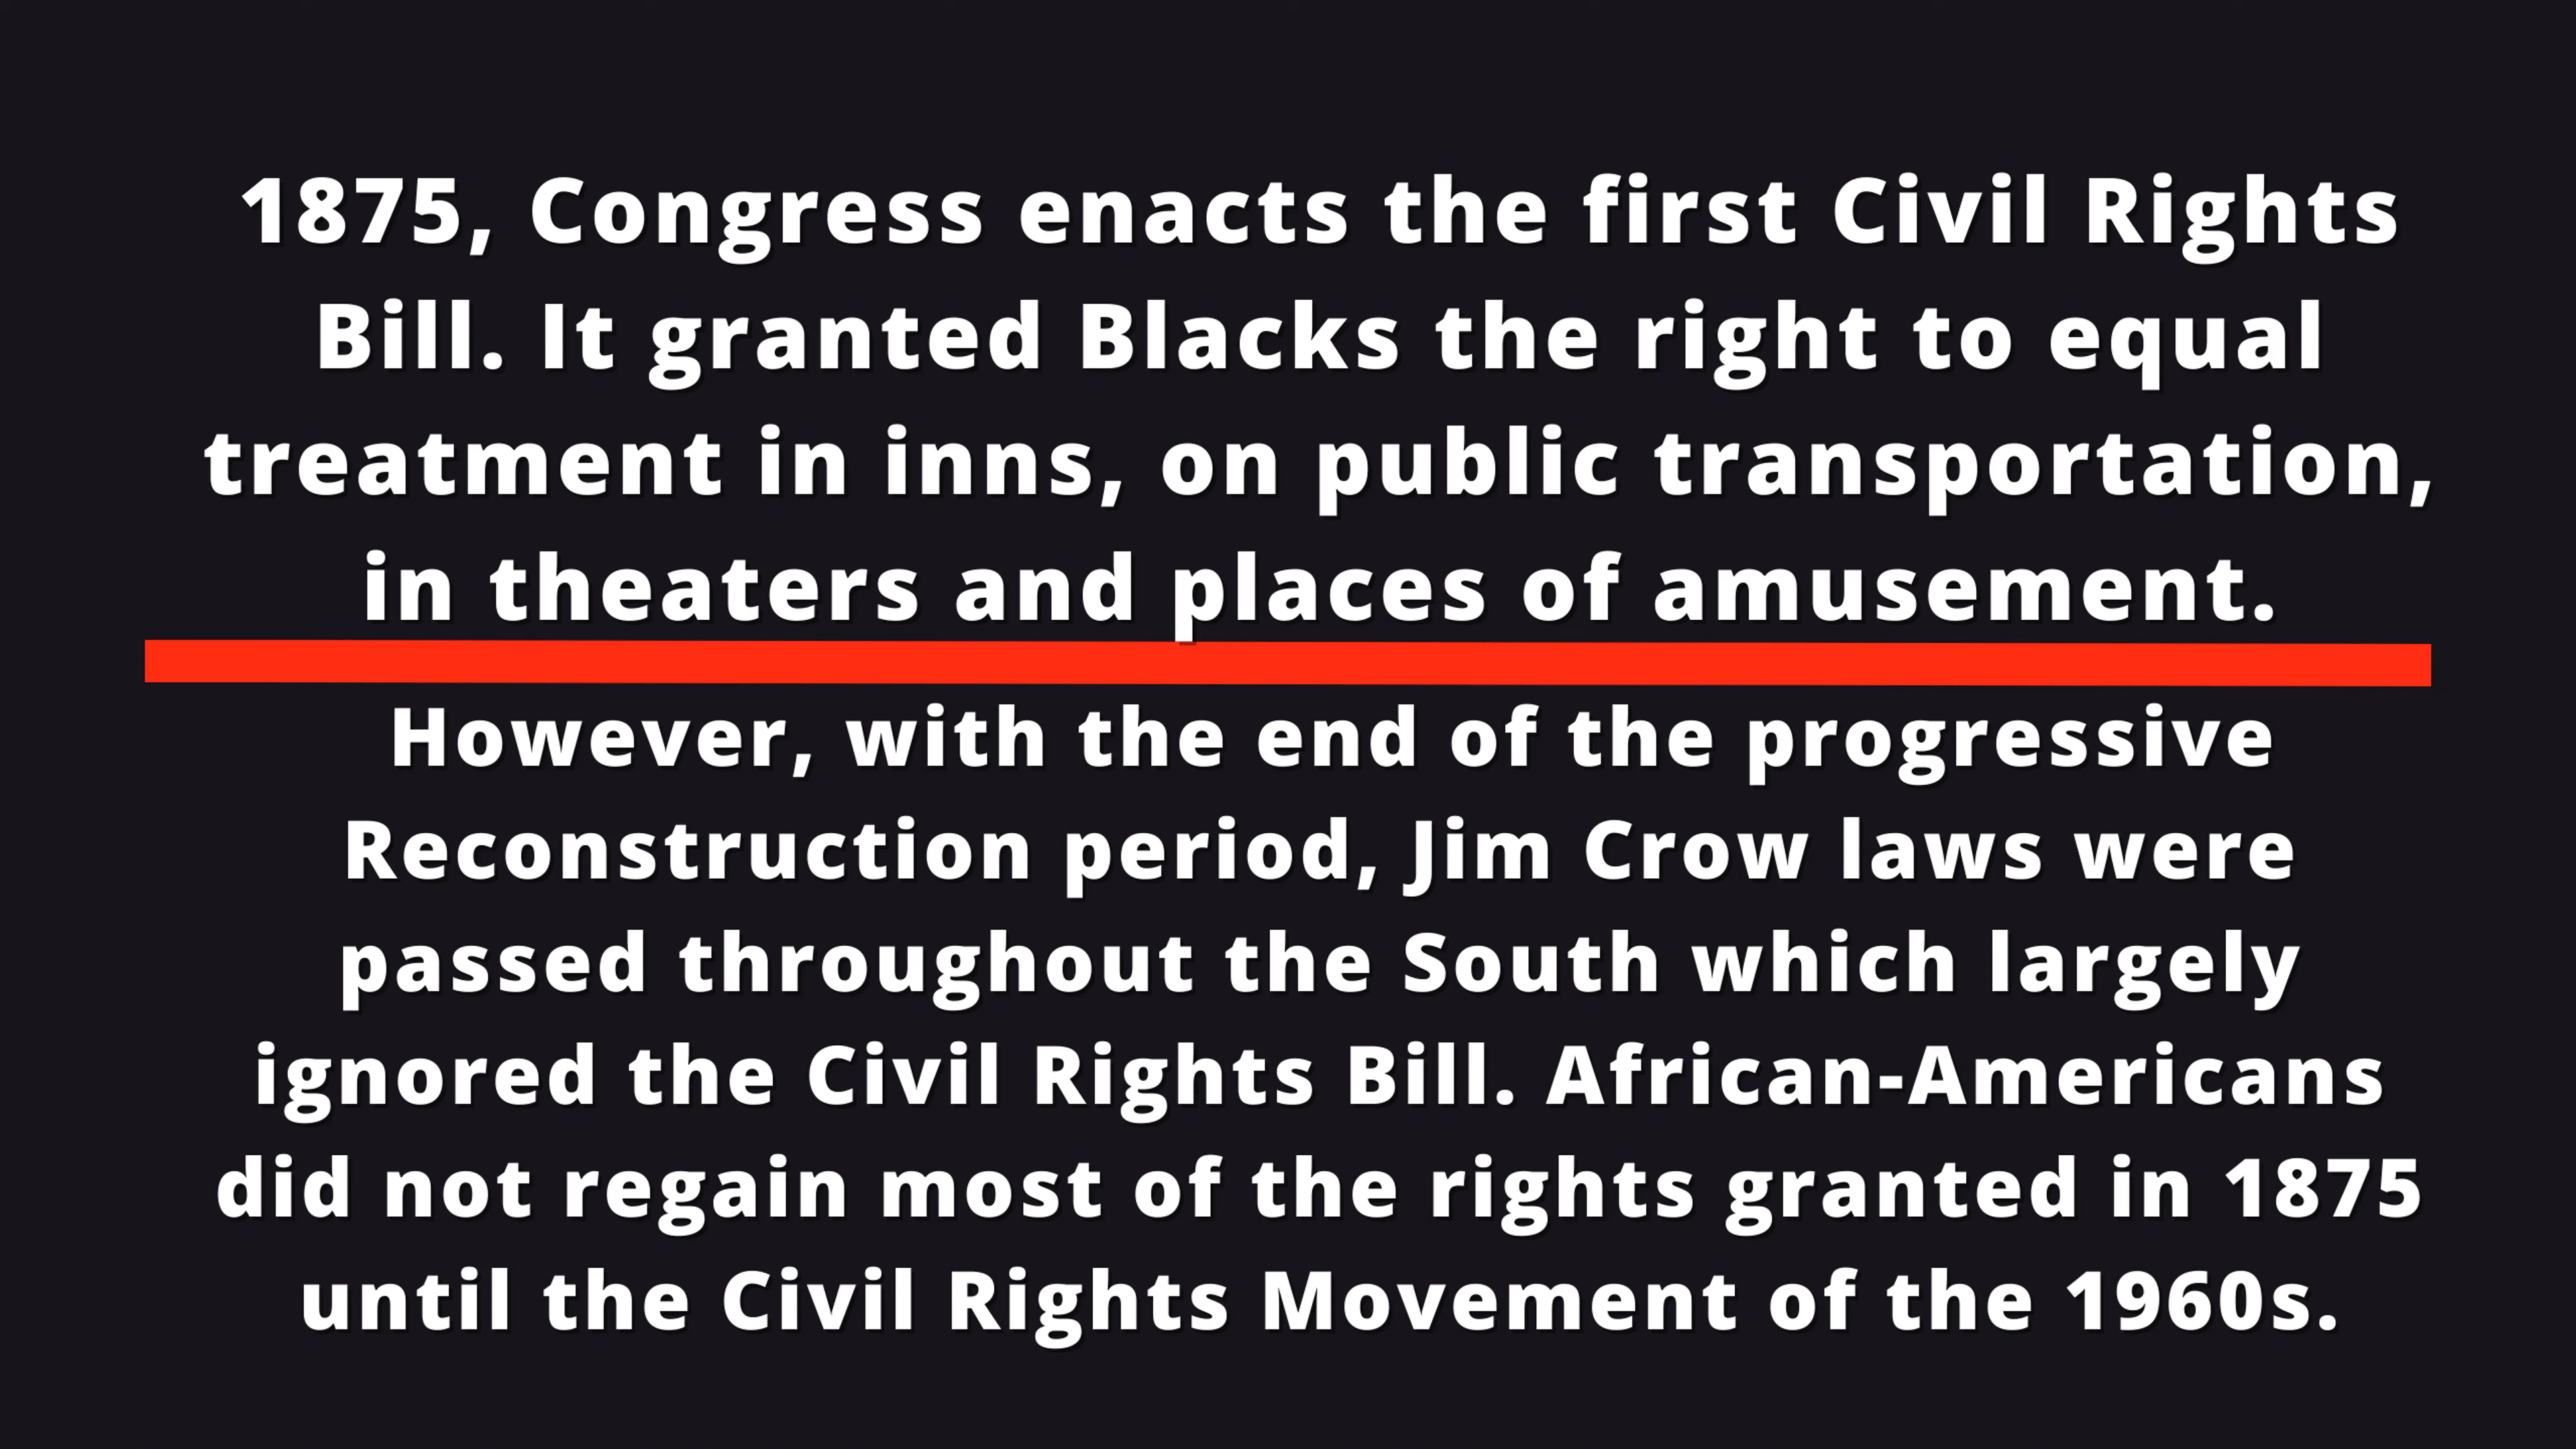 1875, Congress enacts the first Civil Rights
Bill. It granted Blacks the right to equal
treatment in inns, on public transportation,
in theaters and places of amusement.
However, with the end of the progressive
Reconstruction period, Jim Crow laws were
passed throughout the South which largely
ignored the Civil Rights Bill. African-Americans
did not regain most of the rights granted in 1875
until the Civil Rights Movement of the 1960s.